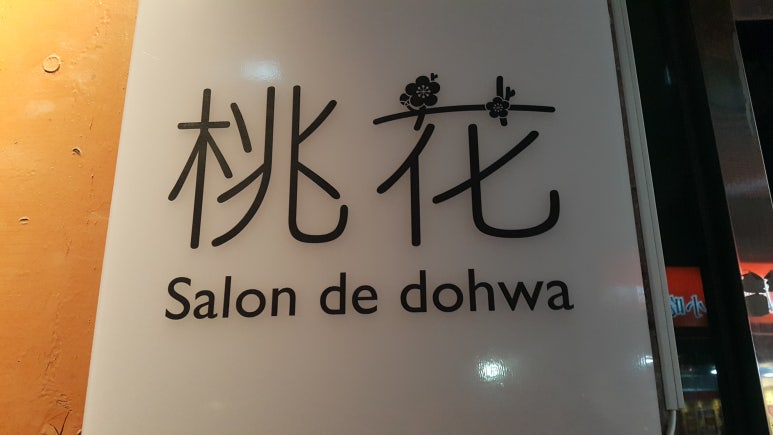 桃花
Salon de dohwa